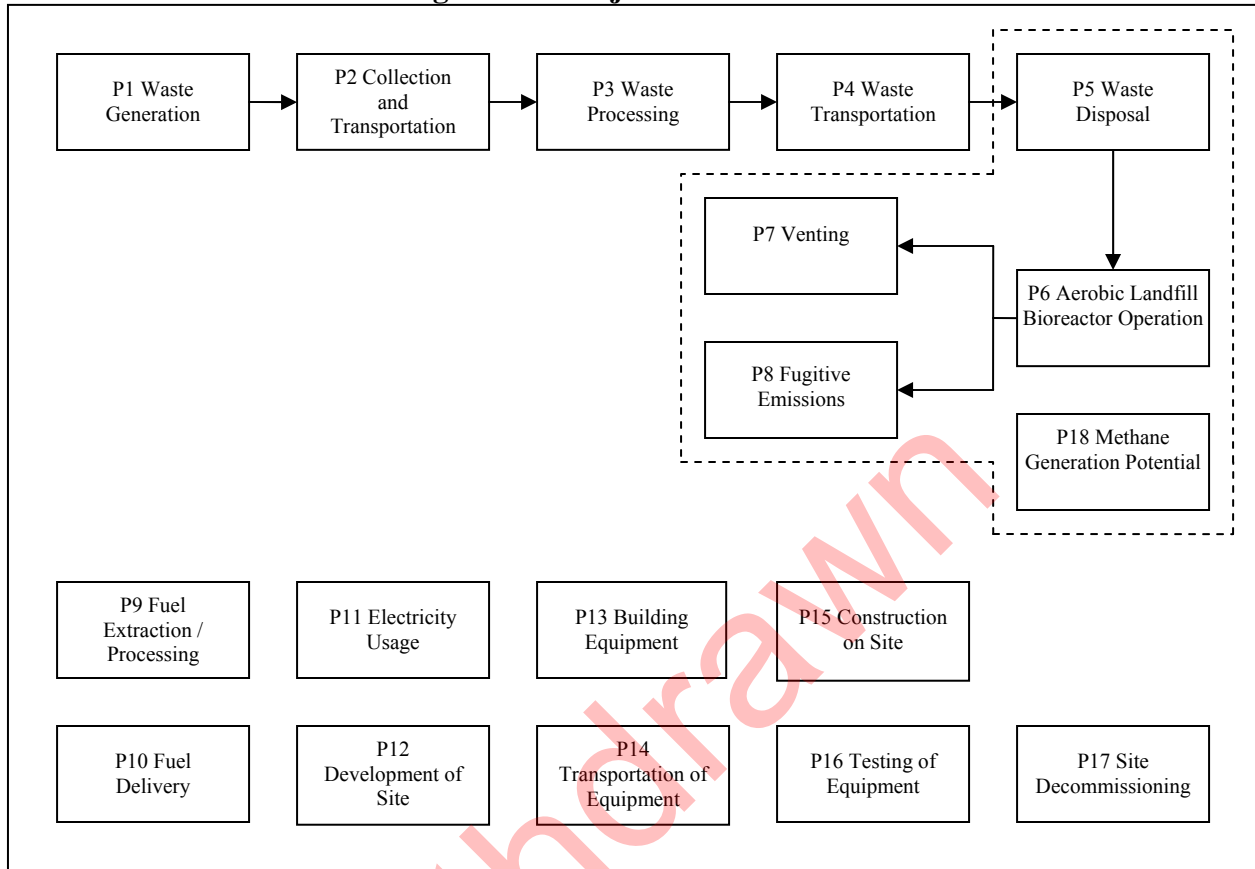 P1 Waste
Generation
P2 Collection
and
Transportation
P3 Waste
Processing
P4 Waste
Transportation
P5 Waste
Disposal
P7 Venting
P6 Aerobic Landfill
Bioreactor Operation
P8 Fugitive
Emissions
P18 Methane
Generation Potential
P9 Fuel
Extraction /
Processing
P11 Electricity
Usage
P13 Building
Equipment
P15 Construction
on Site
P10 Fuel
Delivery
P12
Development of
Site
P14
Transportation of
Equipment
P16 Testing of
Equipment
P17 Site
Decommissioning
hdrawn